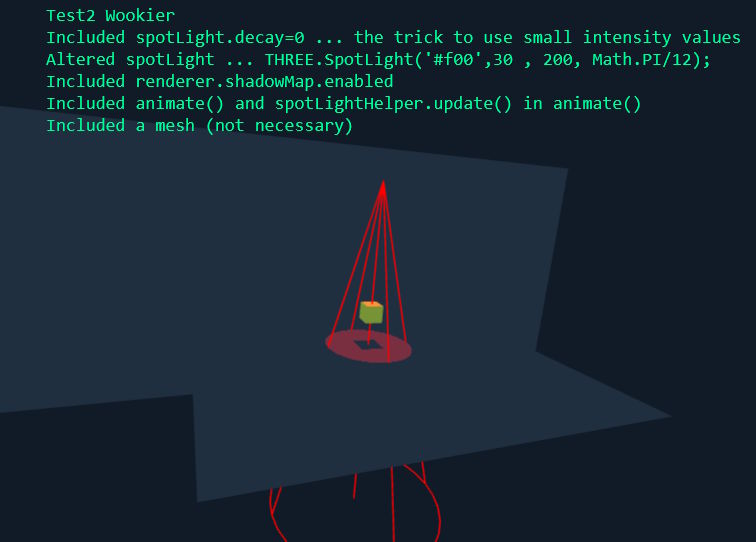 Test2 Wookier
Included spotLight.decay=0 ... the trick to use small intensity values
Altered spotLight ... THREE.SpotLight('#f00',30 , 200, Math.PI/12);
Included renderer.shadowMap.enabled
Included animate() and spotLightHelper.update() in animate()
Included a mesh (not necessary)